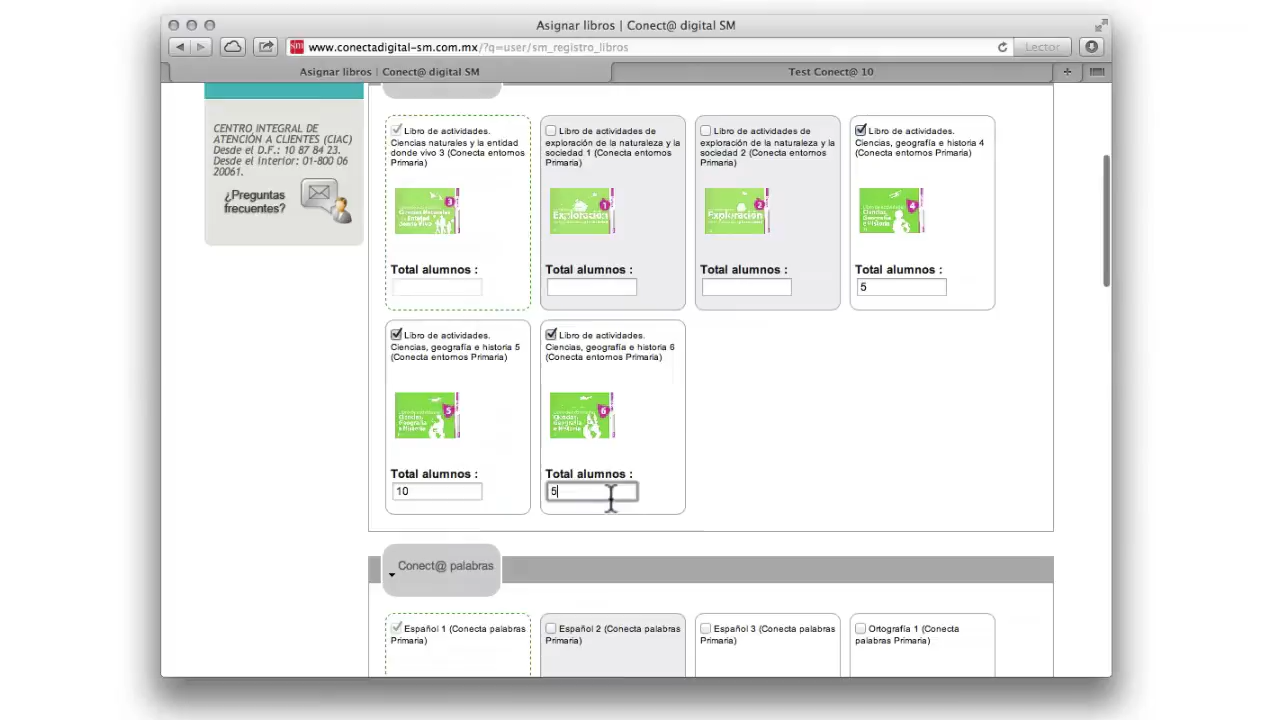 Asignar libros | Conect@ digital SM
www.conectadigital-sm.com.mx/?q=user/sm_registro_libros
Lector
Asignar libros | Conect@ digital SM
Test Conect@ 10
CENTRO INTEGRAL DE
ATENCIÓN A CLIENTES (CIAC)
Desde el D.F.: 10 87 84 23.
Desde el Interior: 01-800 06
20061.
¿Preguntas
frecuentes?
Libro de actividades.
Ciencias naturales y la entidad
donde vivo 3 (Conecta entornos
Primaria)
Total alumnos :
Libro de actividades de
exploración de la naturaleza y la
sociedad 1 (Conecta entornos
Primaria)
Exploración
1
Total alumnos :
Libro de actividades de
exploración de la naturaleza y la
sociedad 2 (Conecta entornos
Primaria)
Exploración
2
Total alumnos :
Libro de actividades.
Ciencias, geografía e historia 4
(Conecta entornos Primaria)
4
Total alumnos :
5
Libro de actividades.
Ciencias, geografía e historia 5
(Conecta entornos Primaria)
5
Total alumnos :
10
Libro de actividades.
Ciencias, geografía e historia 6
(Conecta entornos Primaria)
6
Total alumnos :
5
Conect@ palabras
Español 1 (Conecta palabras
Primaria)
Español 2 (Conecta palabras
Primaria)
Español 3 (Conecta palabras
Primaria)
Ortografía 1 (Conecta
palabras Primaria)